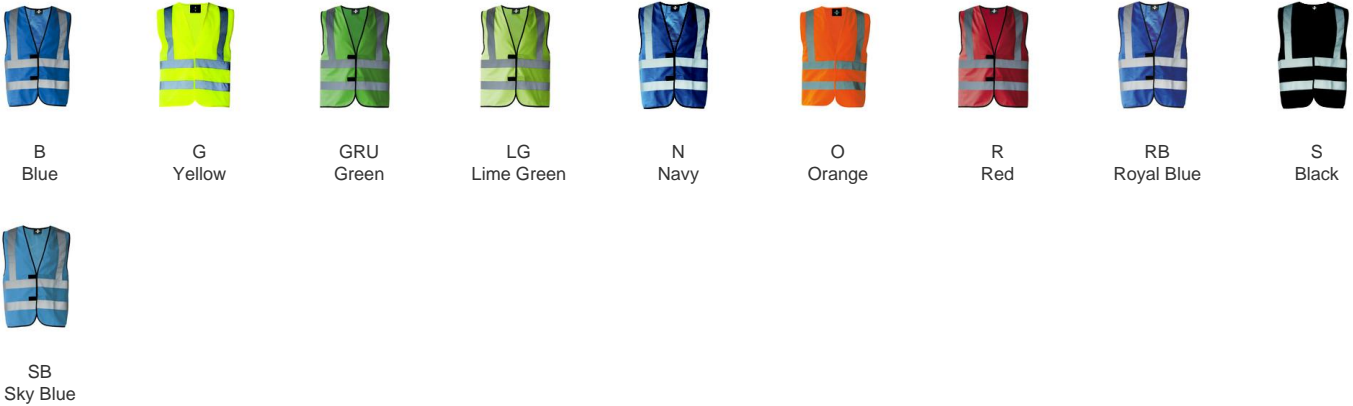 B
Blue
G
Yellow
GRU
Green
LG
Lime Green
N
Navy
O
Orange
R
Red
RB
Royal Blue
S
Black
SB
Sky Blue